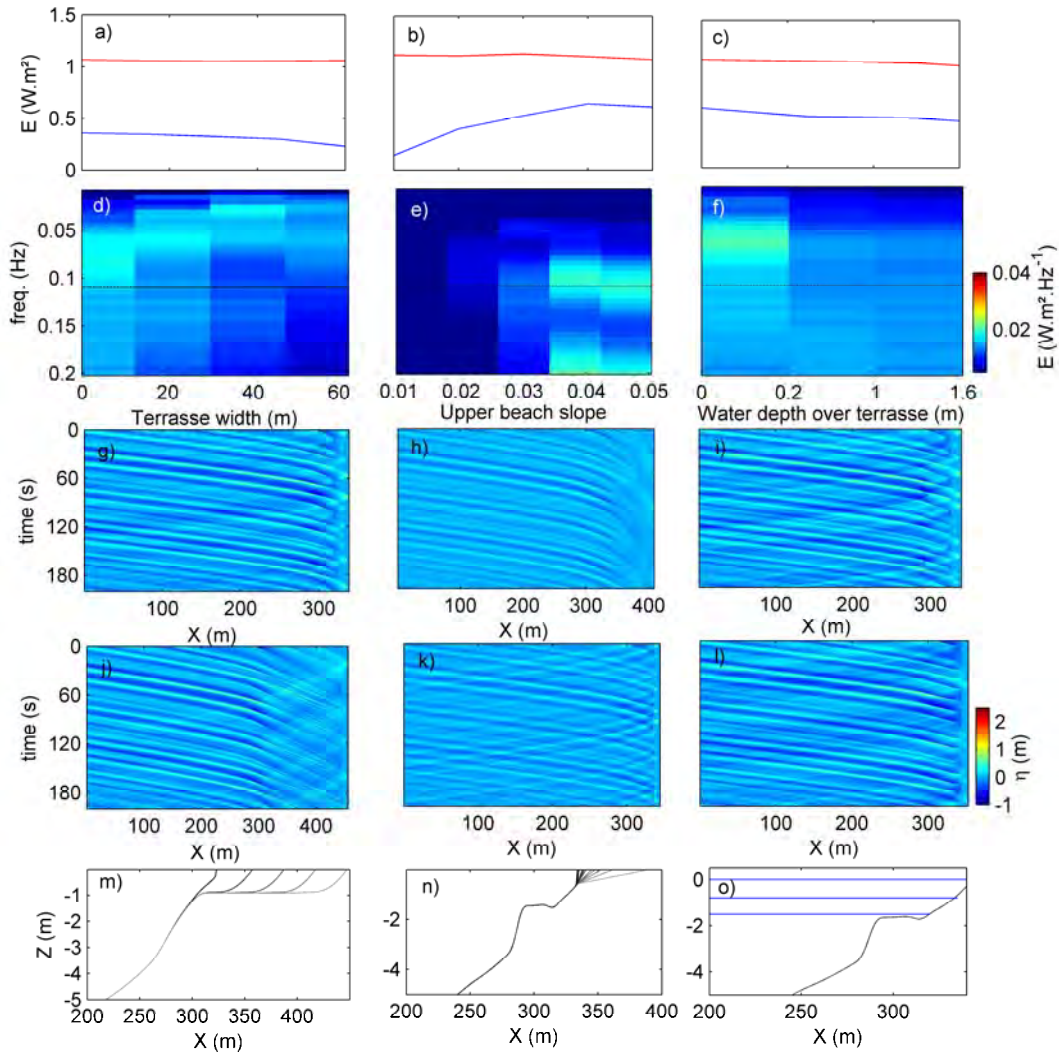 1.5
1
0.5
0
E (W.m²)
a)
b)
c)
0.05
0.1
0.15
0.2
freq. (Hz)
d)
e)
f)
0 20 40 60
0.01 0.02 0.03 0.04 0.05
0 0.2 1 1.6
Terrasse width (m)
Upper beach slope
Water depth over terrasse (m)
0.04
0.02
E (W.m².Hz⁻¹)
0
60
120
180
time (s)
g)
h)
i)
100 200 300
100 200 300 400
100 200 300
X (m)
X (m)
X (m)
0
60
120
180
time (s)
j)
k)
l)
100 200 300 400
100 200 300
100 200 300
X (m)
X (m)
X (m)
2
1
0
-1
η (m)
-1
-2
-3
-4
-5
Z (m)
m)
-2
-4
n)
0
-2
-4
o)
200 250 300 350 400
200 250 300 350 400
200 250 300
X (m)
X (m)
X (m)